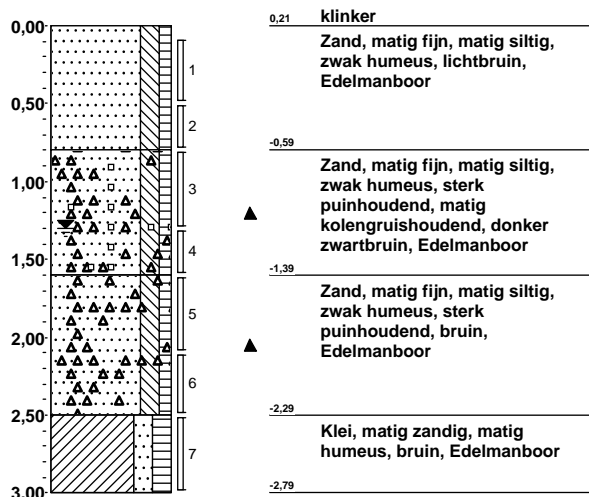 0,00
0,50
1,00
1,50
2,00
2,50
3,00
1
2
3
4
5
6
7
0,21 klinker
Zand, matig fijn, matig siltig,
zwak humeus, lichtbruin,
Edelmanboor
-0,59
Zand, matig fijn, matig siltig,
zwak humeus, sterk
puinhoudend, matig
kolengruishoudend, donker
zwartbruin, Edelmanboor
-1,39
Zand, matig fijn, matig siltig,
zwak humeus, sterk
puinhoudend, bruin,
Edelmanboor
-2,29
Klei, matig zandig, matig
humeus, bruin, Edelmanboor
-2,79